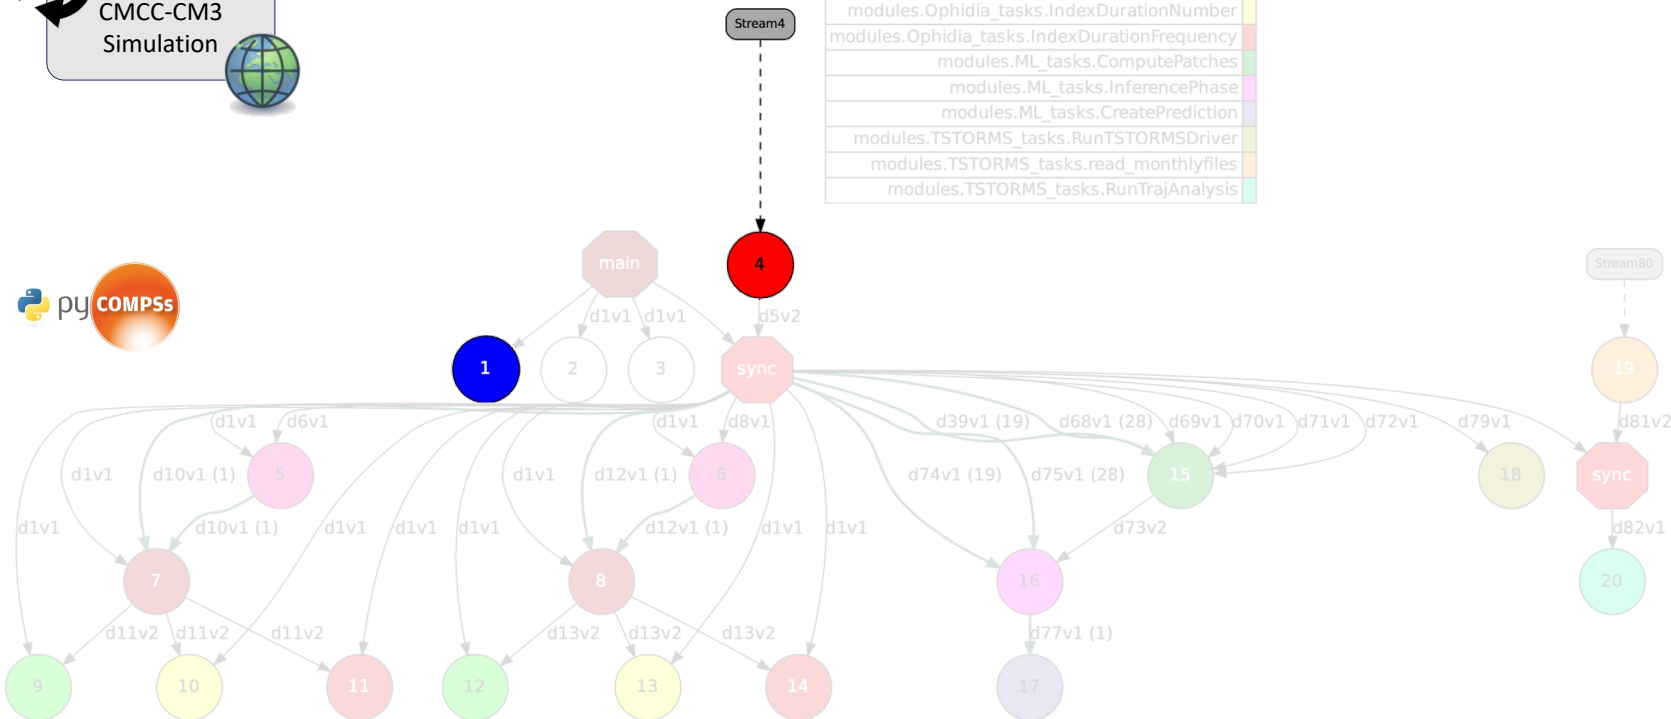 CMCC-CM3
Simulation
Stream4
modules.Ophidia_tasks.IndexDurationNumber
modules.Ophidia_tasks.IndexDurationFrequency
modules.ML_tasks.ComputePatches
modules.ML_tasks.InferencePhase
modules.ML_tasks.CreatePrediction
modules.TSTORMS_tasks.RunTSTORMSDriver
modules.TSTORMS_tasks.read_monthlyfiles
modules.TSTORMS_tasks.RunTrajAnalysis
main
4
Stream80
py COMPSs
d1v1
d1v1
d5v2
1
2
3
sync
19
d1v1
d6v1
d1v1
d8v1
d39v1 (19)
d68v1 (28)
d69v1
d70v1
d71v1
d72v1
d79v1
d81v2
d1v1
d10v1 (1)
5
d1v1
d12v1 (1)
6
d74v1 (19)
d75v1 (28)
15
18
sync
d1v1
d10v1 (1)
d1v1
d1v1
d1v1
d12v1 (1)
d1v1
d1v1
d73v2
d82v1
7
8
16
20
d11v2
d11v2
d11v2
d13v2
d13v2
d13v2
d77v1 (1)
9
10
11
12
13
14
17